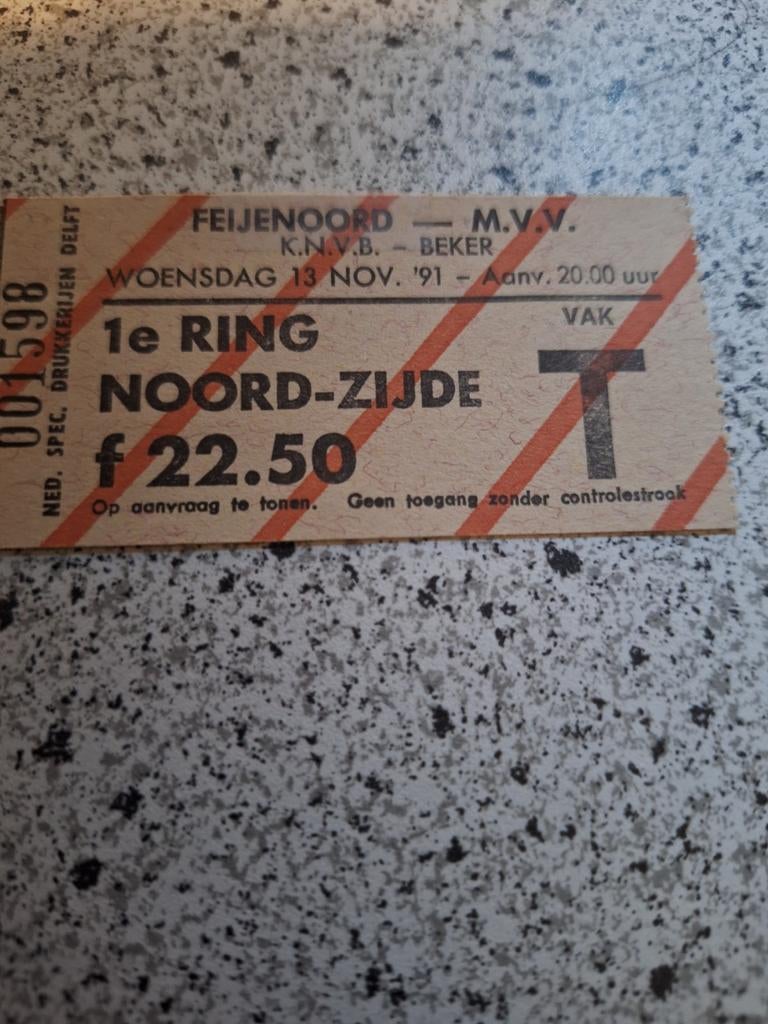 FEIJENOORD — M.V.V.
K.N.V.B. – BEKER
WOENSDAG 13 NOV. '91 – Aanv. 20.00 uur
1e RING
NOORD-ZIJDE
f 22.50
VAK
T
Op aanvraag te tonen. Geen toegang zonder controlestrook
NED. SPEC. DRUKKERIJEN DELFT
001598